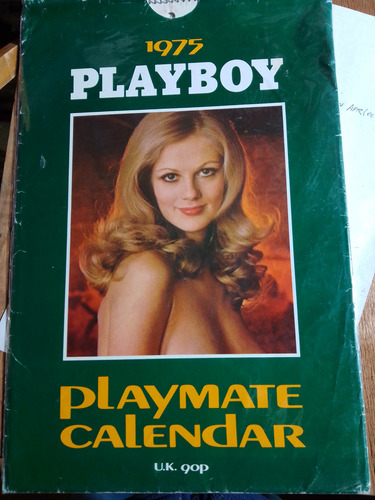 1975
PLAYBOY
PLAYMATE
CALENDAR
U.K. 90p